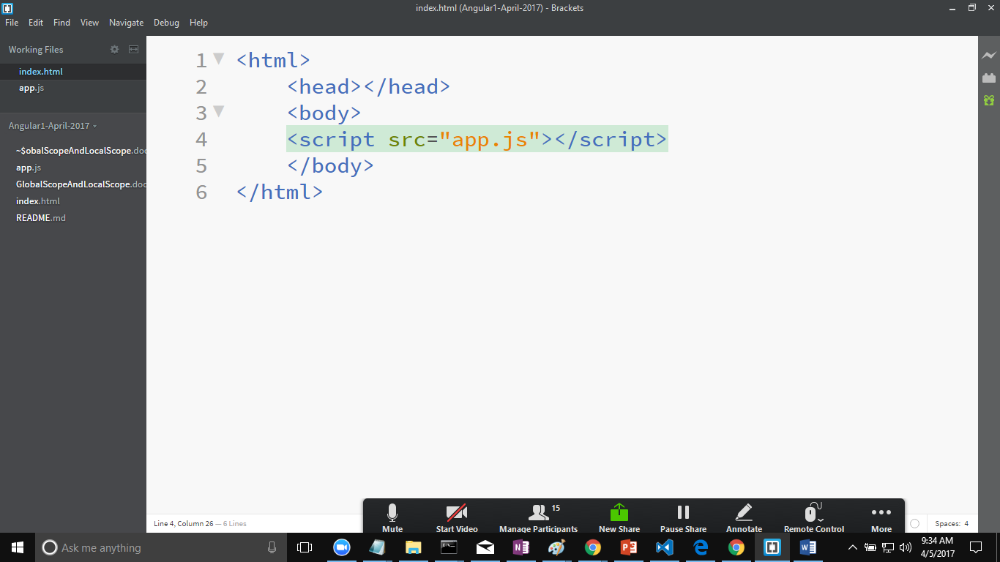 index.html (Angular1-April-2017) - Brackets
File Edit Find View Navigate Debug Help
Working Files
index.html
app.js
Angular1-April-2017
~$obalScopeAndLocalScope.doc
app.js
GlobalScopeAndLocalScope.doc
index.html
README.md
1 <html>
2 <head></head>
3 <body>
4 <script src="app.js"></script>
5 </body>
6 </html>
Line 4, Column 26 — 6 Lines
Spaces: 4
15
Mute Start Video Manage Participants New Share Pause Share Annotate Remote Control More
Ask me anything
9:34 AM
4/5/2017